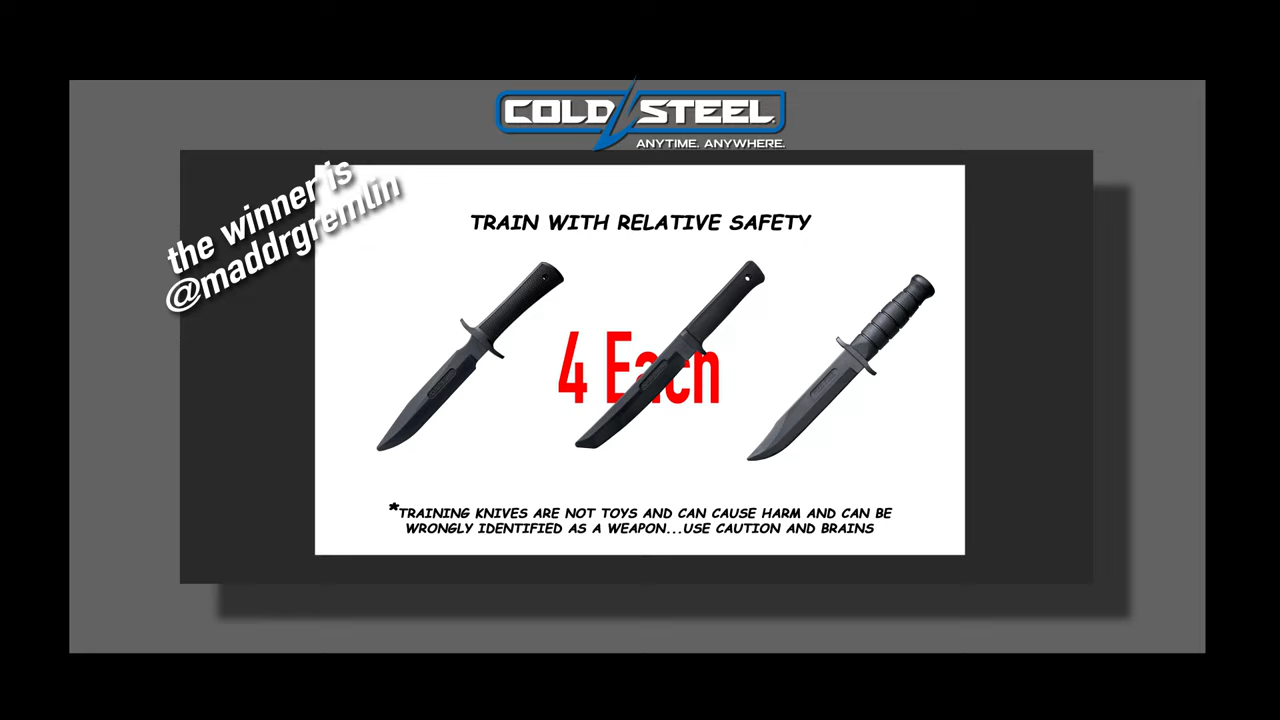 COLD STEEL
ANYTIME. ANYWHERE.
the winner is
@maddrgremlin
TRAIN WITH RELATIVE SAFETY
4 Each
*TRAINING KNIVES ARE NOT TOYS AND CAN CAUSE HARM AND CAN BE
WRONGLY IDENTIFIED AS A WEAPON...USE CAUTION AND BRAINS